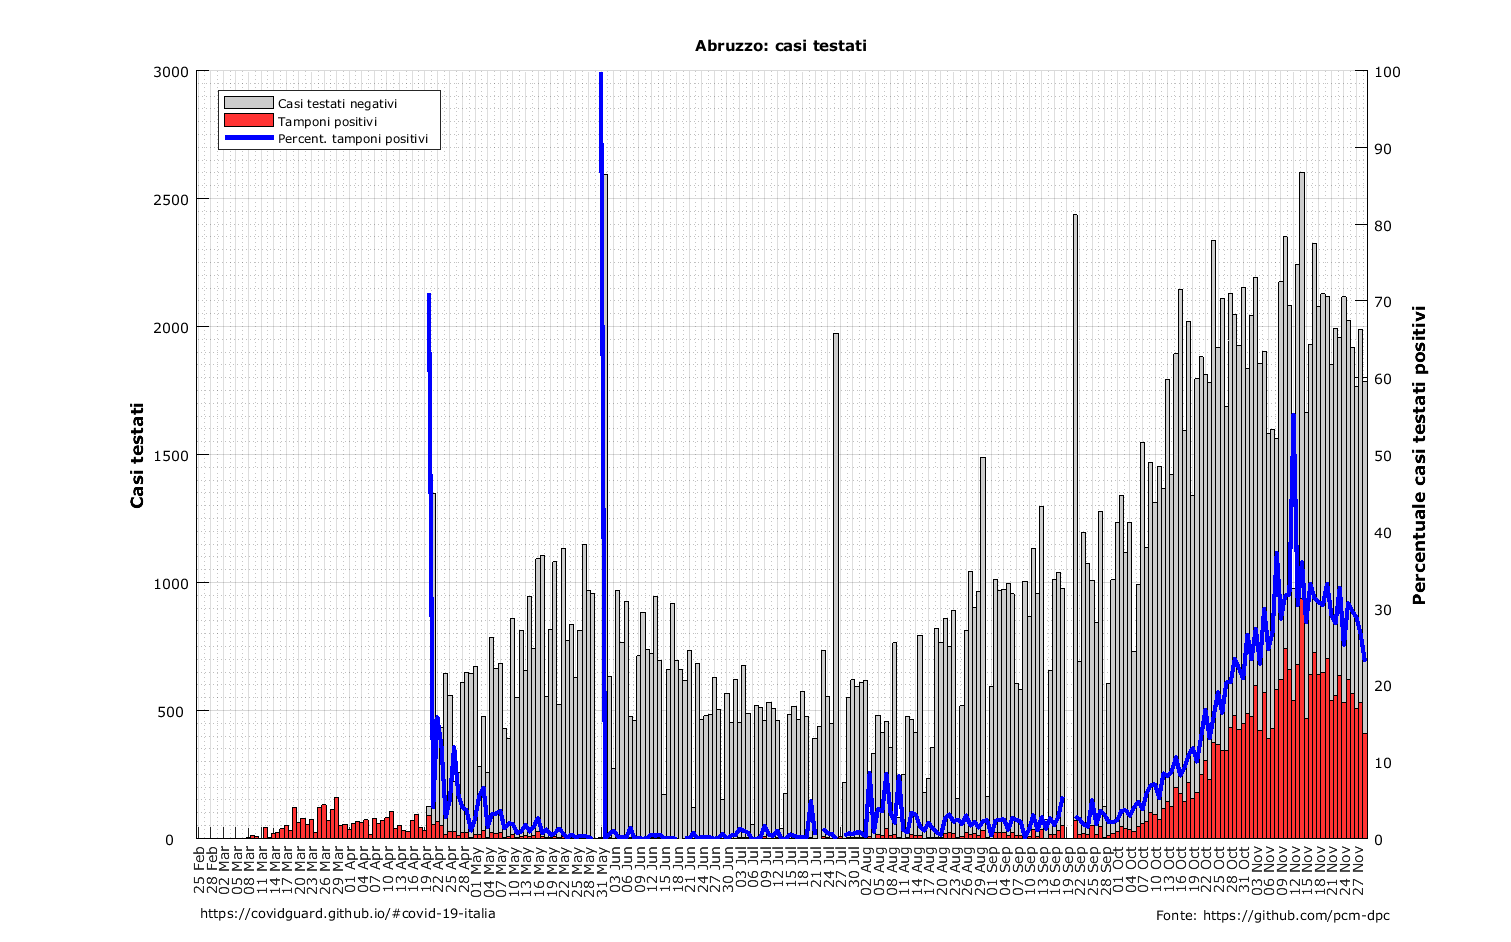 Abruzzo: casi testati
3000
2500
2000
1500
1000
500
0
Casi testati
Casi testati negativi
Tamponi positivi
Percent. tamponi positivi
100
90
80
70
60
50
40
30
20
10
0
Percentuale casi testati positivi
25 Feb
28 Feb
02 Mar
05 Mar
08 Mar
11 Mar
14 Mar
17 Mar
20 Mar
23 Mar
26 Mar
29 Mar
01 Apr
04 Apr
07 Apr
10 Apr
13 Apr
16 Apr
19 Apr
22 Apr
25 Apr
28 Apr
01 May
04 May
07 May
10 May
13 May
16 May
19 May
22 May
25 May
28 May
31 May
03 Jun
06 Jun
09 Jun
12 Jun
15 Jun
18 Jun
21 Jun
24 Jun
27 Jun
30 Jun
03 Jul
06 Jul
09 Jul
12 Jul
15 Jul
18 Jul
21 Jul
24 Jul
27 Jul
30 Jul
02 Aug
05 Aug
08 Aug
11 Aug
14 Aug
17 Aug
20 Aug
23 Aug
26 Aug
29 Aug
01 Sep
04 Sep
07 Sep
10 Sep
13 Sep
16 Sep
19 Sep
22 Sep
25 Sep
28 Sep
01 Oct
04 Oct
07 Oct
10 Oct
13 Oct
16 Oct
19 Oct
22 Oct
25 Oct
28 Oct
31 Oct
03 Nov
06 Nov
09 Nov
12 Nov
15 Nov
18 Nov
21 Nov
24 Nov
27 Nov
https://covidguard.github.io/#covid-19-italia
Fonte: https://github.com/pcm-dpc